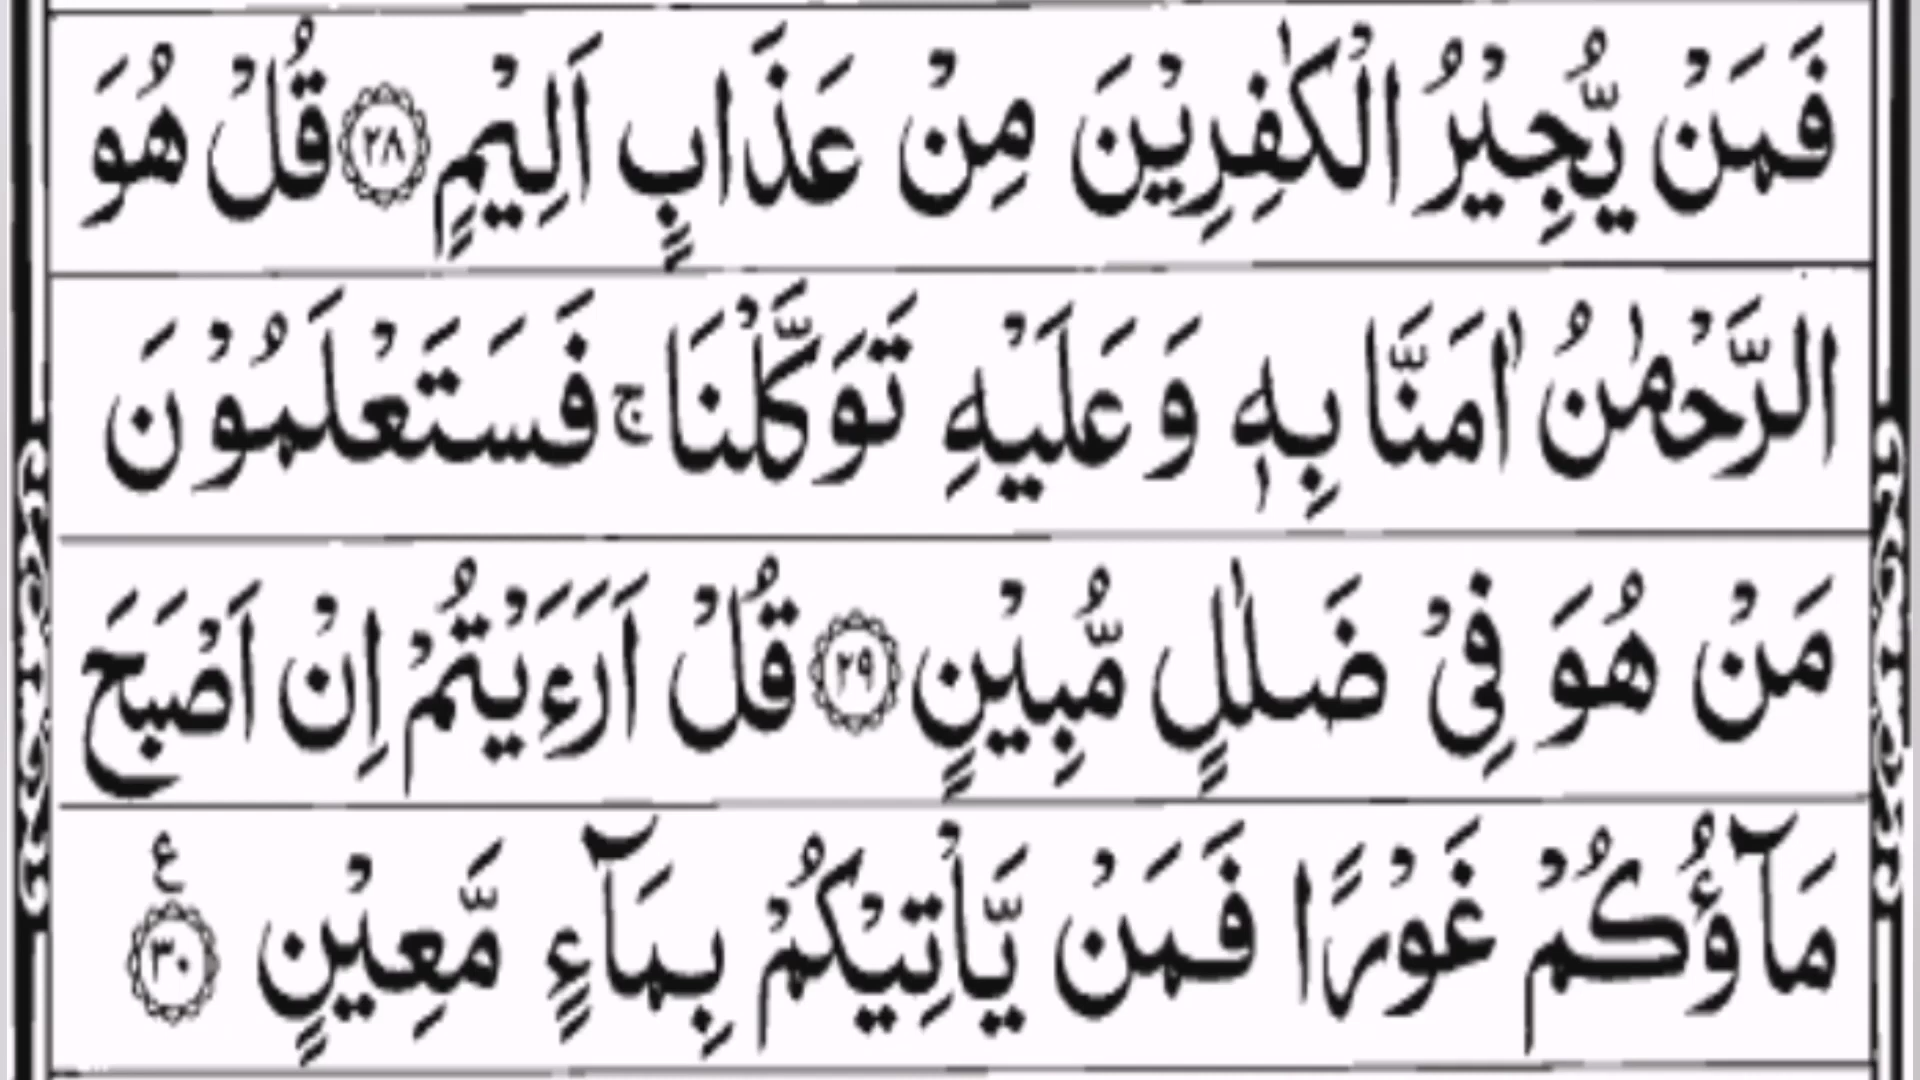 فَمَنْ يُّجِيْرُ الْكٰفِرِيْنَ مِنْ عَذَابٍ اَلِيْمٍ ۝٢٨ قُلْ هُوَ
الرَّحْمٰنُ اٰمَنَّا بِهٖ وَعَلَيْهِ تَوَكَّلْنَا ۚ فَسَتَعْلَمُوْنَ
مَنْ هُوَ فِيْ ضَلٰلٍ مُّبِيْنٍ ۝٢٩ قُلْ اَرَءَيْتُمْ اِنْ اَصْبَحَ
مَآؤُكُمْ غَوْرًا فَمَنْ يَّاْتِيْكُمْ بِمَآءٍ مَّعِيْنٍ ۝٣٠ ع